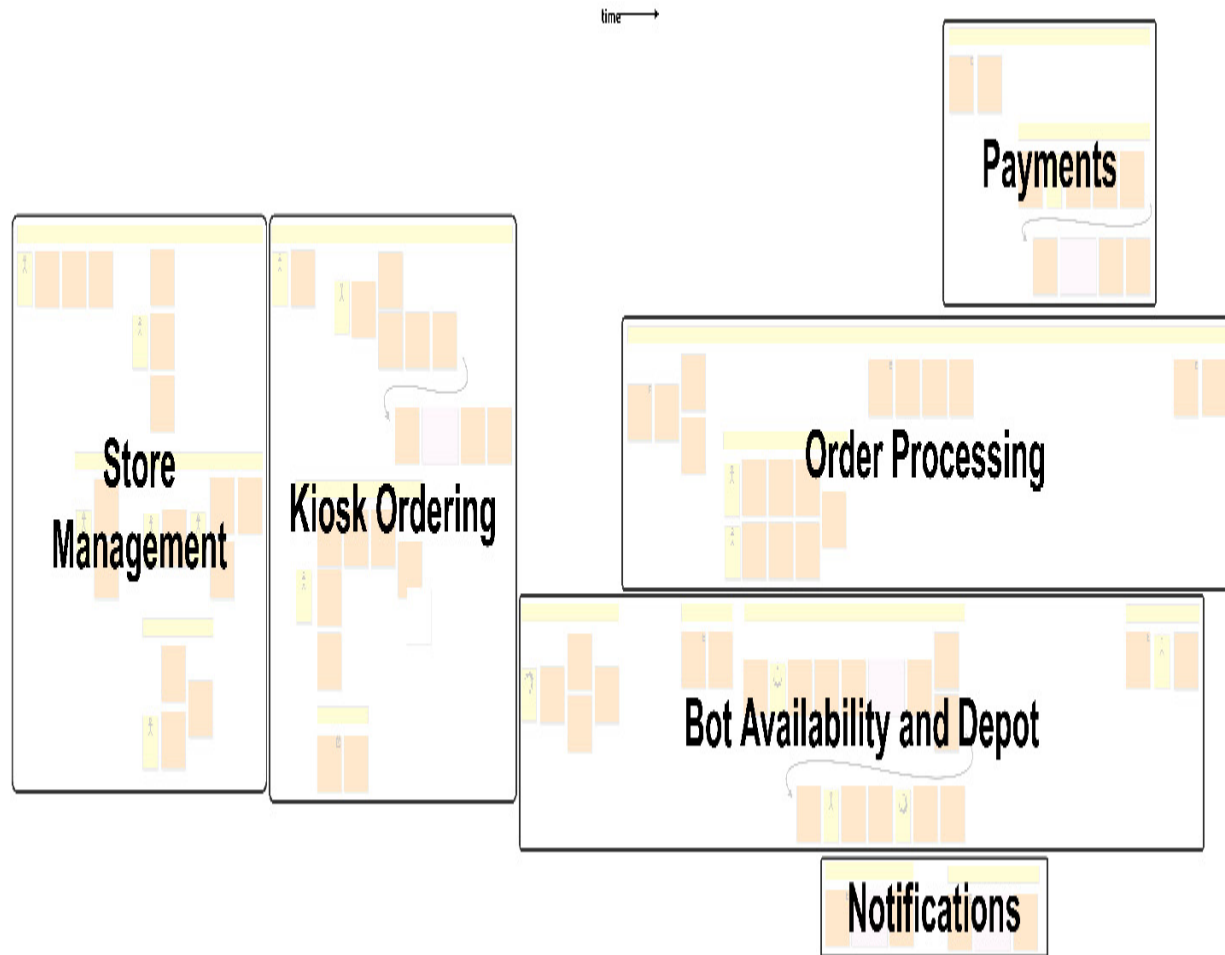 time
Payments
Store
Management
Kiosk Ordering
Order Processing
Bot Availability and Depot
Notifications